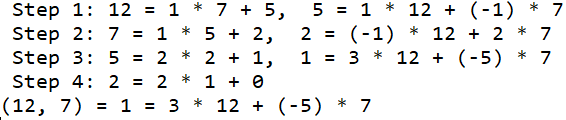 Step 1: 12 = 1 * 7 + 5,  5 = 1 * 12 + (-1) * 7
Step 2: 7 = 1 * 5 + 2,  2 = (-1) * 12 + 2 * 7
Step 3: 5 = 2 * 2 + 1,  1 = 3 * 12 + (-5) * 7
Step 4: 2 = 2 * 1 + 0
(12, 7) = 1 = 3 * 12 + (-5) * 7